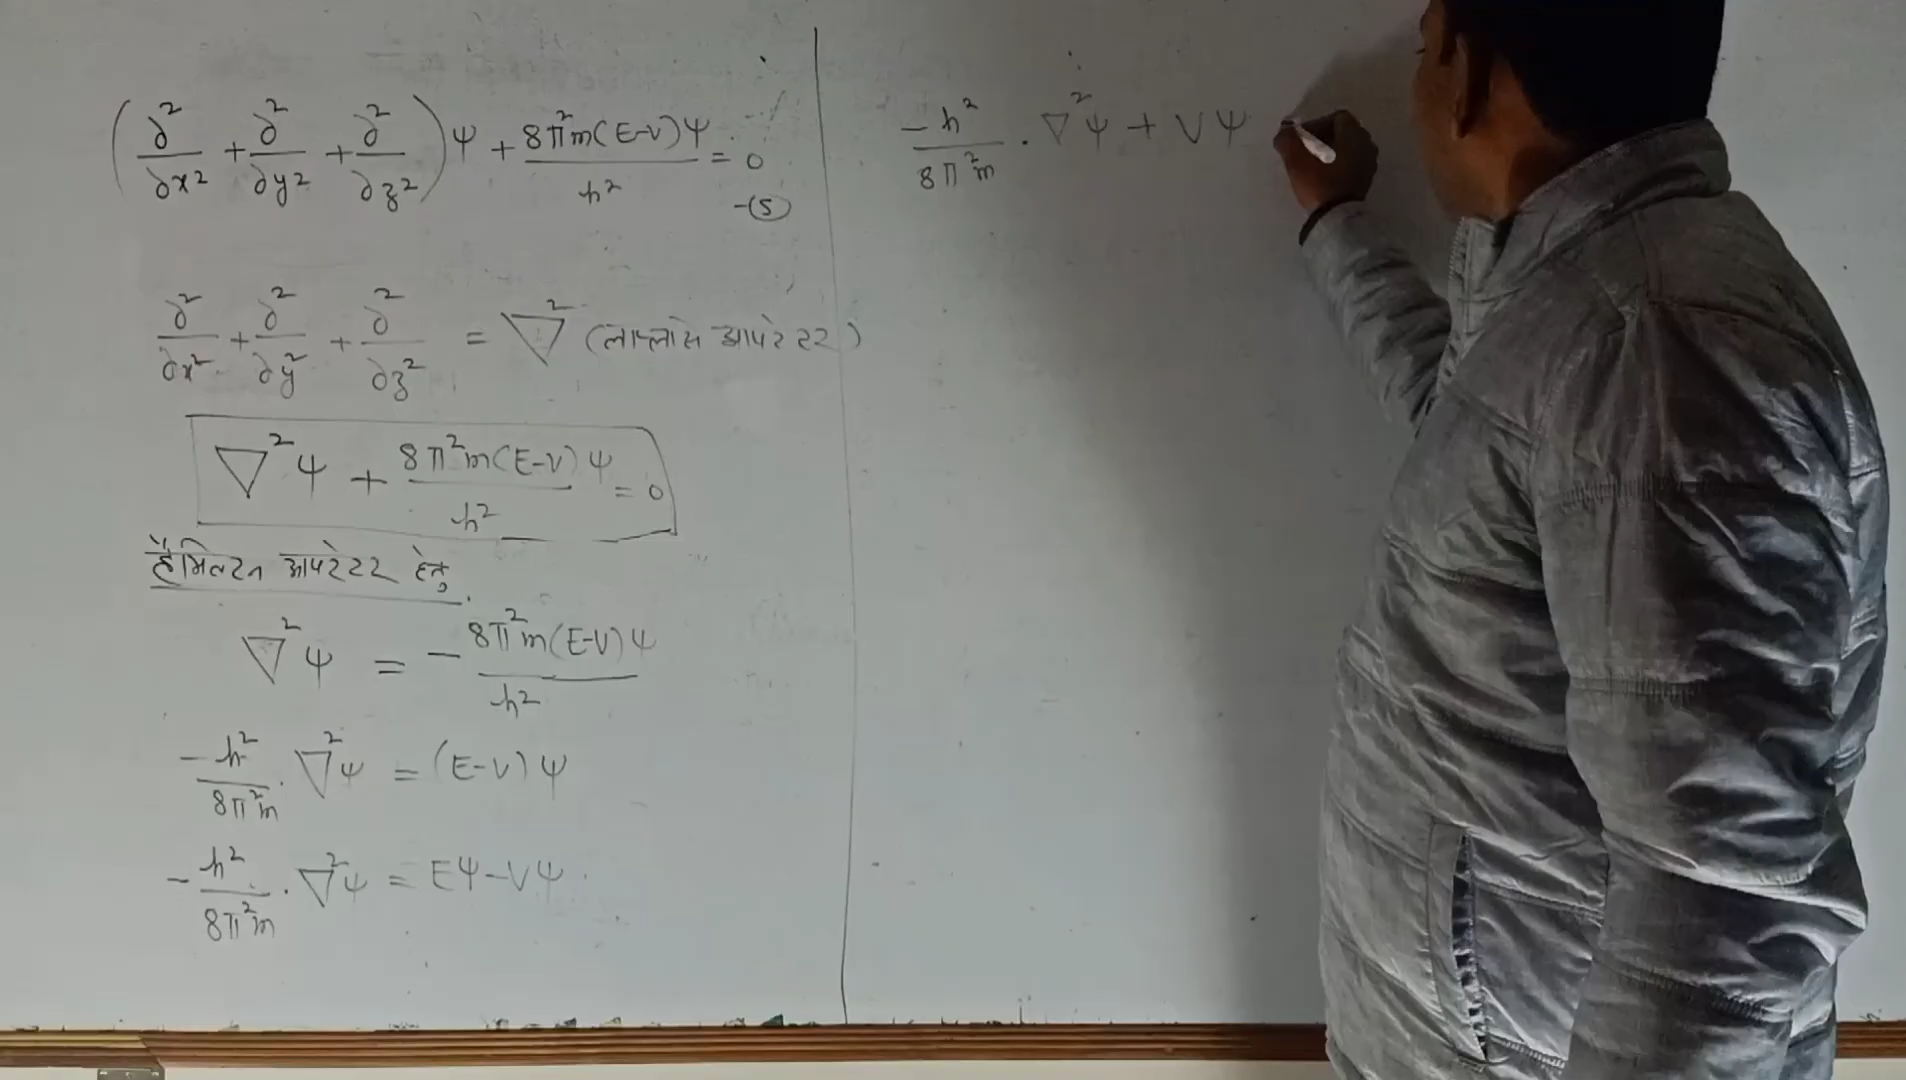 (∂²/∂x² + ∂²/∂y² + ∂²/∂z²)Ψ + 8π²m(E-V)Ψ/h² = 0
-(5)
∂²/∂x² + ∂²/∂y² + ∂²/∂z² = ∇² (लाप्लास आपरेटर)
∇²Ψ + 8π²m(E-V)Ψ/h² = 0
हैमिल्टन आपरेटर हेतु
∇²Ψ = - 8π²m(E-V)Ψ/h²
-h²/8π²m . ∇²Ψ = (E-V)Ψ
-h²/8π²m . ∇²Ψ = EΨ-VΨ
-h²/8π²m . ∇²Ψ + VΨ